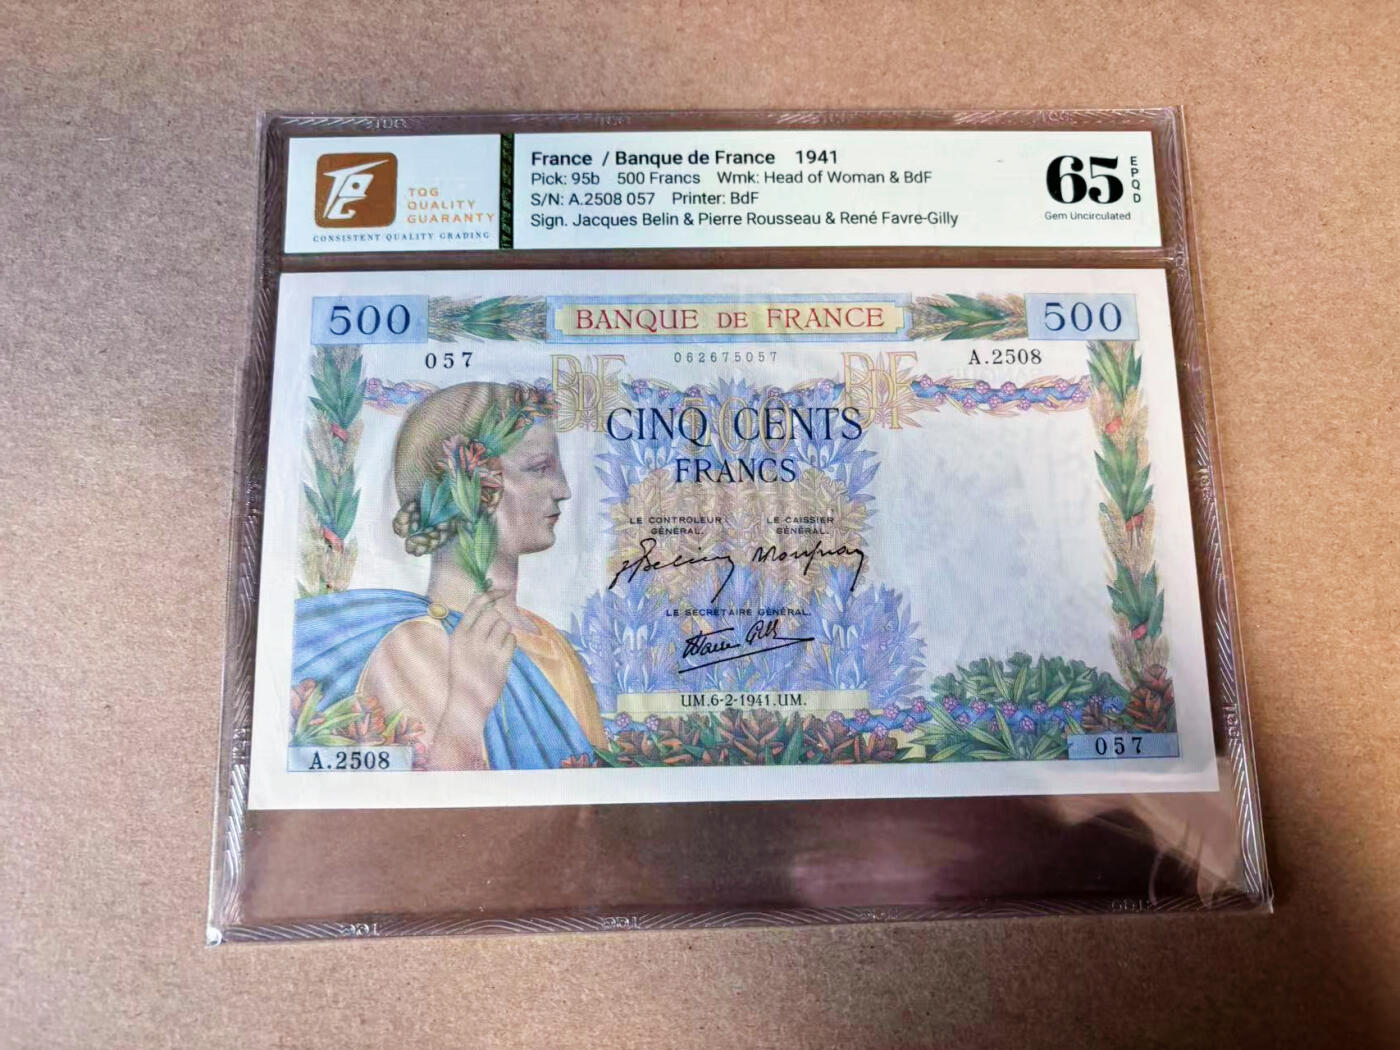 TQG
QUALITY
GUARANTY
CONSISTENT QUALITY GRADING
France / Banque de France 1941
Pick: 95b 500 Francs Wmk: Head of Woman & BdF
S/N: A.2508 057 Printer: BdF
Sign. Jacques Belin & Pierre Rousseau & René Favre-Gilly
65
EPQD
Gem Uncirculated
500 BANQUE DE FRANCE 500
057 062675057 A.2508
BdF BdF
500
CINQ CENTS
FRANCS
LE CONTROLEUR LE CAISSIER
GÉNÉRAL. GÉNÉRAL.
LE SECRÉTAIRE GÉNÉRAL.
UM.6-2-1941.UM.
A.2508 057